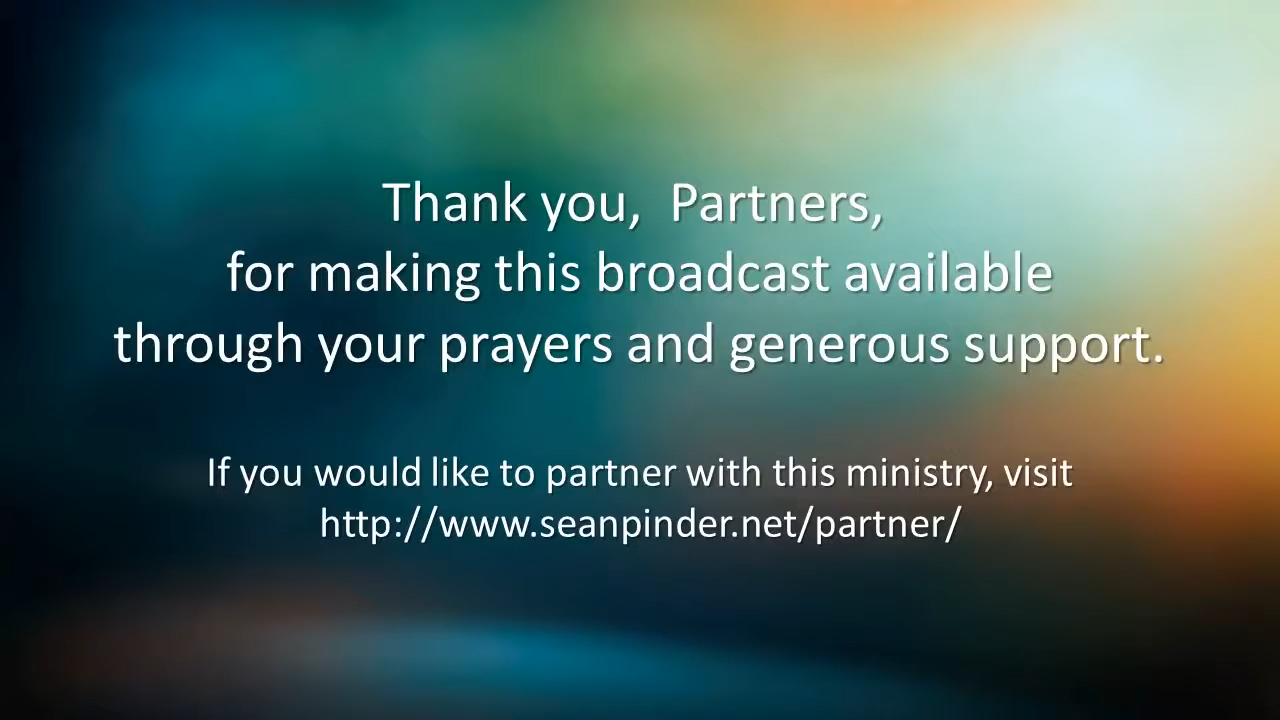 Thank you,  Partners,
for making this broadcast available
through your prayers and generous support.
If you would like to partner with this ministry, visit
http://www.seanpinder.net/partner/